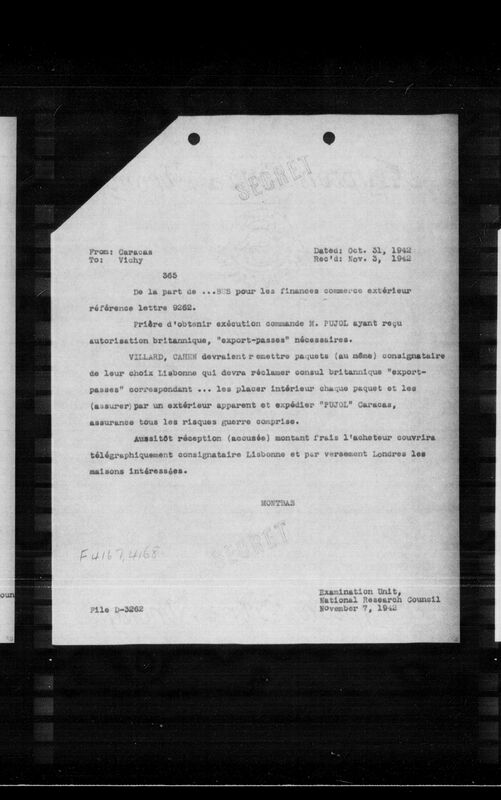 SECRET
From: Caracas
To: Vichy
Dated: Oct. 31, 1942
Rec'd: Nov. 3, 1942
365
De la part de ...BES pour les finances commerce extérieur
référence lettre 9262.
Prière d'obtenir exécution commande M. PUJOL ayant reçu
autorisation britannique, "export-passes" nécessaires.
VILLARD, CAHEN devraient remettre paquets (au même) consignataire
de leur choix Lisbonne qui devra réclamer consul britannique "export-
passes" correspondant ... les placer intérieur chaque paquet et les
(assurer) par un extérieur apparent et expédier "PUJOL" Caracas,
assurance tous les risques guerre comprise.
Aussitôt réception (accusée) montant frais l'acheteur couvrira
télégraphiquement consignataire Lisbonne et par versement Londres les
maisons intéressées.
MONTBAS
SECRET
F4167,4168
File D-3262
Examination Unit,
National Research Council
November 7, 1942
oun